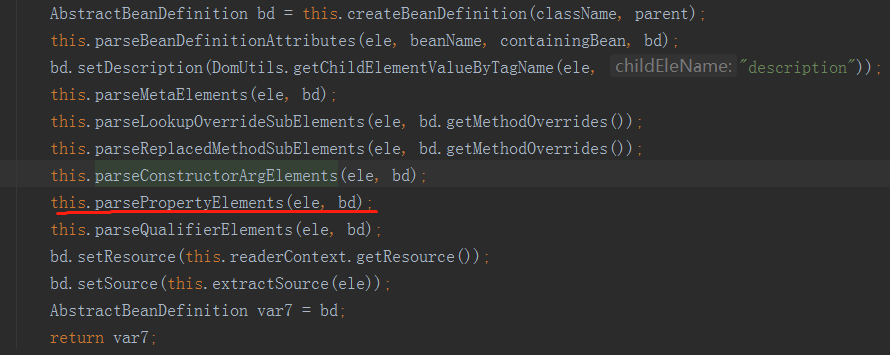 AbstractBeanDefinition bd = this.createBeanDefinition(className, parent);
this.parseBeanDefinitionAttributes(ele, beanName, containingBean, bd);
bd.setDescription(DomUtils.getChildElementValueByTagName(ele, childEleName: "description"));
this.parseMetaElements(ele, bd);
this.parseLookupOverrideSubElements(ele, bd.getMethodOverrides());
this.parseReplacedMethodSubElements(ele, bd.getMethodOverrides());
this.parseConstructorArgElements(ele, bd);
this.parsePropertyElements(ele, bd);
this.parseQualifierElements(ele, bd);
bd.setResource(this.readerContext.getResource());
bd.setSource(this.extractSource(ele));
AbstractBeanDefinition var7 = bd;
return var7;